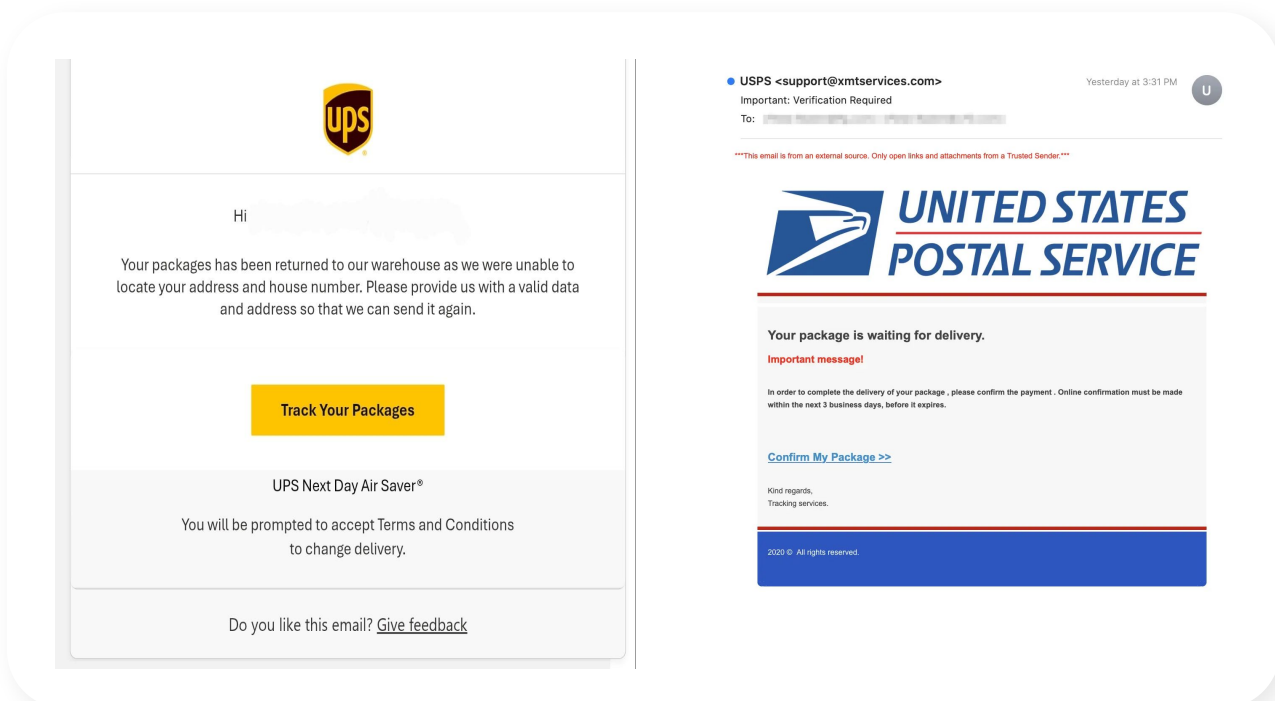 ups
Hi
Your packages has been returned to our warehouse as we were unable to
locate your address and house number. Please provide us with a valid data
and address so that we can send it again.
Track Your Packages
UPS Next Day Air Saver®
You will be prompted to accept Terms and Conditions
to change delivery.
Do you like this email? Give feedback
USPS <support@xmtservices.com>
Yesterday at 3:31 PM
U
Important: Verification Required
To:
***This email is from an external source. Only open links and attachments from a Trusted Sender.***
UNITED STATES
POSTAL SERVICE
Your package is waiting for delivery.
Important message!
In order to complete the delivery of your package , please confirm the payment . Online confirmation must be made
within the next 3 business days, before it expires.
Confirm My Package >>
Kind regards,
Tracking services.
2020 © All rights reserved.